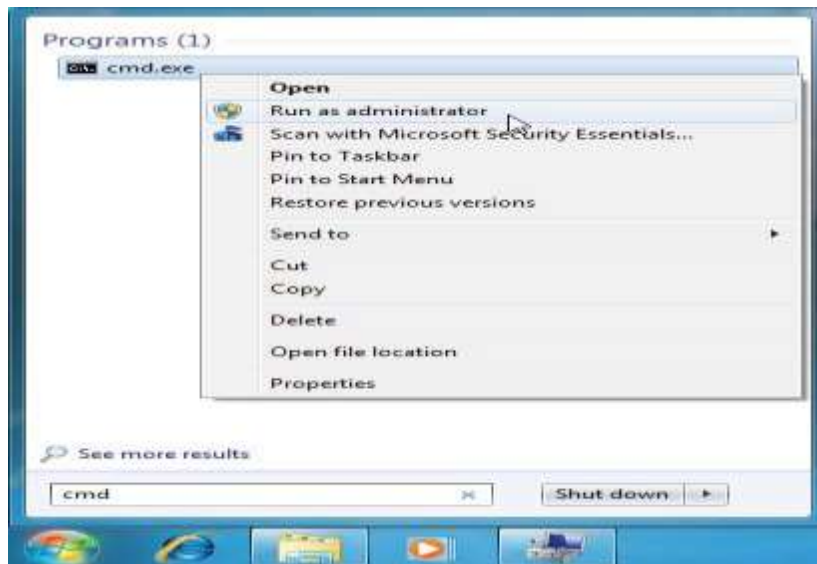 Programs (1)
cmd.exe
Open
Run as administrator
Scan with Microsoft Security Essentials...
Pin to Taskbar
Pin to Start Menu
Restore previous versions
Send to
Cut
Copy
Delete
Open file location
Properties
See more results
cmd
Shut down